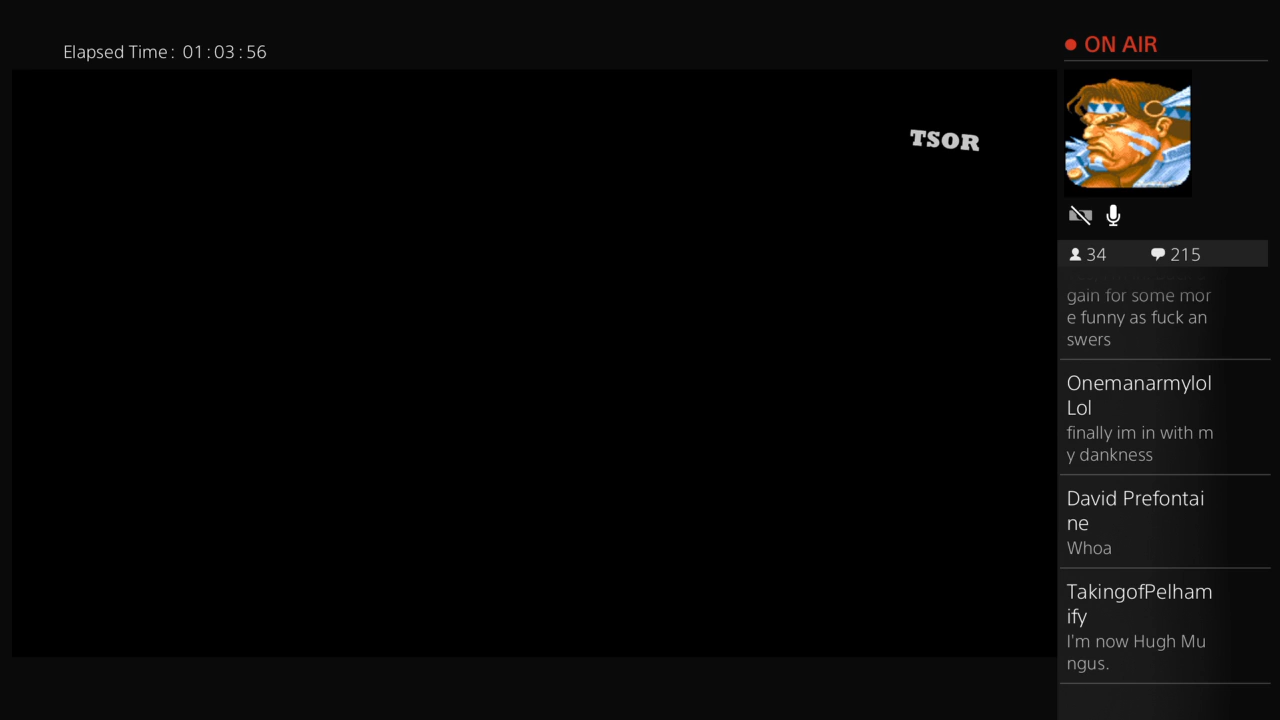 Elapsed Time: 01:03:56
ON AIR
TSOR
34 215
gain for some mor
e funny as fuck an
swers
Onemanarmylol
Lol
finally im in with m
y dankness
David Prefontai
ne
Whoa
TakingofPelham
ify
I'm now Hugh Mu
ngus.